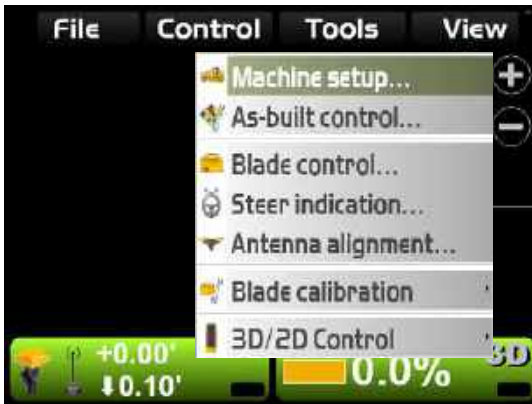 File Control Tools View
Machine setup...
As-built control...
Blade control...
Steer indication...
Antenna alignment...
Blade calibration
3D/2D Control
+0.00'
⬇0.10'
0.0%
3D